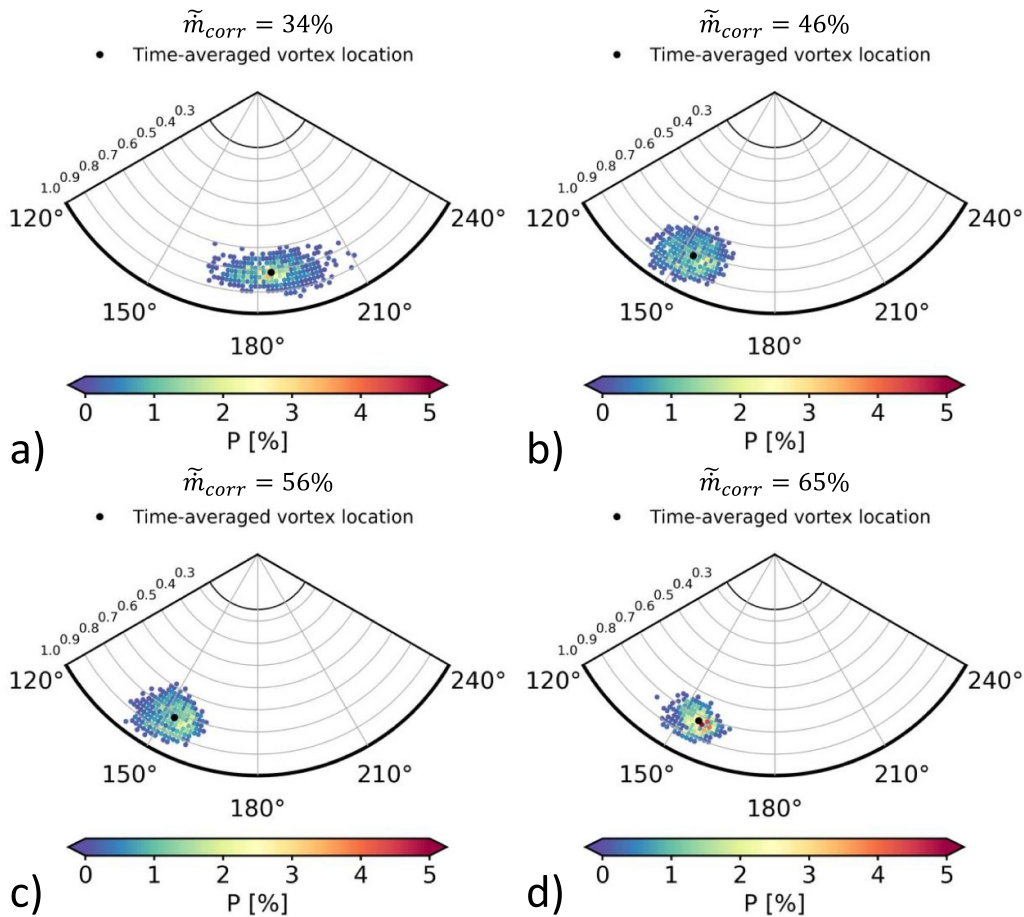 ṁ̃_corr = 34%
● Time-averaged vortex location
0.3
0.4
0.5
0.6
0.7
0.8
0.9
1.0
120°
240°
150°
210°
180°
0 1 2 3 4 5
P [%]
a)
ṁ̃_corr = 46%
● Time-averaged vortex location
0.3
0.4
0.5
0.6
0.7
0.8
0.9
1.0
120°
240°
150°
210°
180°
0 1 2 3 4 5
P [%]
b)
ṁ̃_corr = 56%
● Time-averaged vortex location
0.3
0.4
0.5
0.6
0.7
0.8
0.9
1.0
120°
240°
150°
210°
180°
0 1 2 3 4 5
P [%]
c)
ṁ̃_corr = 65%
● Time-averaged vortex location
0.3
0.4
0.5
0.6
0.7
0.8
0.9
1.0
120°
240°
150°
210°
180°
0 1 2 3 4 5
P [%]
d)